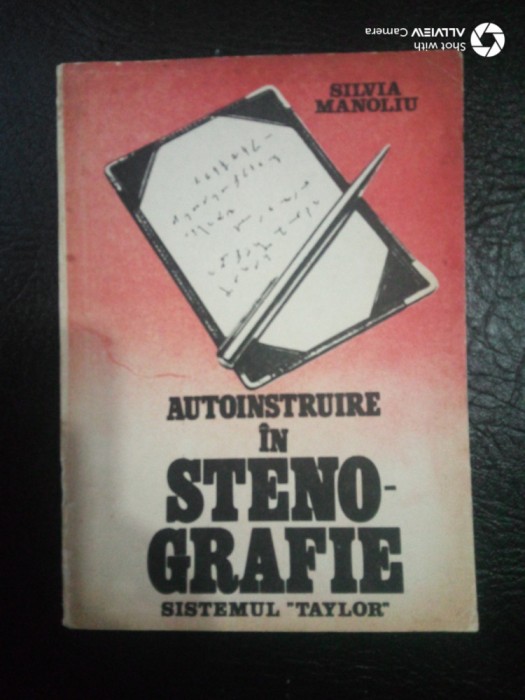 Shot with
ALLVIEW Camera
SILVIA
MANOLIU
AUTOINSTRUIRE
ÎN
STENO-
GRAFIE
SISTEMUL "TAYLOR"